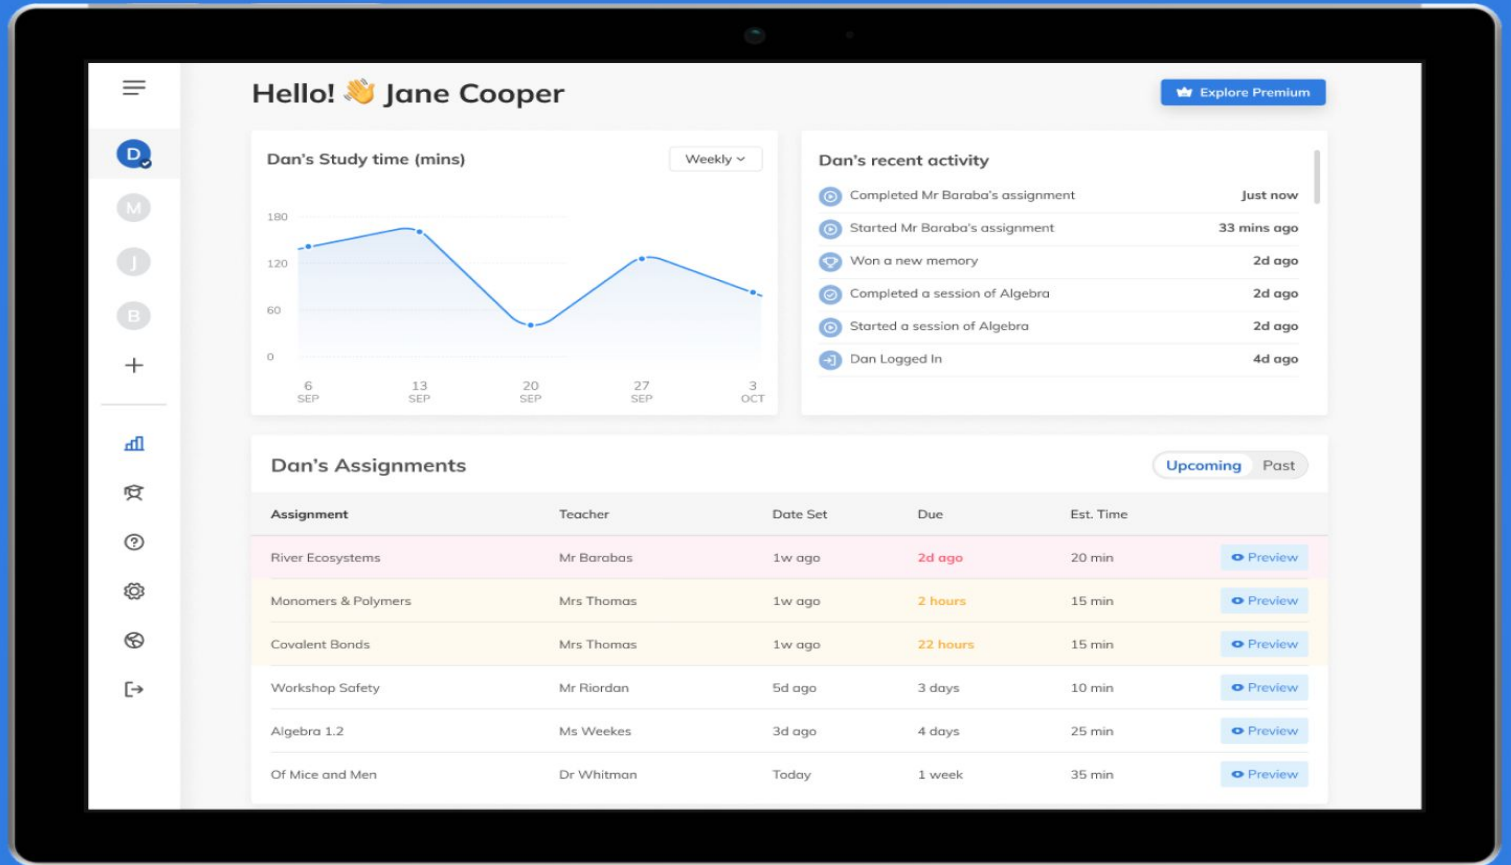 Hello! 👋 Jane Cooper
Explore Premium
D
M
J
B
Dan's Study time (mins)
Weekly
180
120
60
0
6 SEP
13 SEP
20 SEP
27 SEP
3 OCT
Dan's recent activity
Completed Mr Baraba's assignment Just now
Started Mr Baraba's assignment 33 mins ago
Won a new memory 2d ago
Completed a session of Algebra 2d ago
Started a session of Algebra 2d ago
Dan Logged In 4d ago
Dan's Assignments
Upcoming Past
Assignment Teacher Date Set Due Est. Time
River Ecosystems Mr Barabas 1w ago 2d ago 20 min Preview
Monomers & Polymers Mrs Thomas 1w ago 2 hours 15 min Preview
Covalent Bonds Mrs Thomas 1w ago 22 hours 15 min Preview
Workshop Safety Mr Riordan 5d ago 3 days 10 min Preview
Algebra 1.2 Ms Weekes 3d ago 4 days 25 min Preview
Of Mice and Men Dr Whitman Today 1 week 35 min Preview